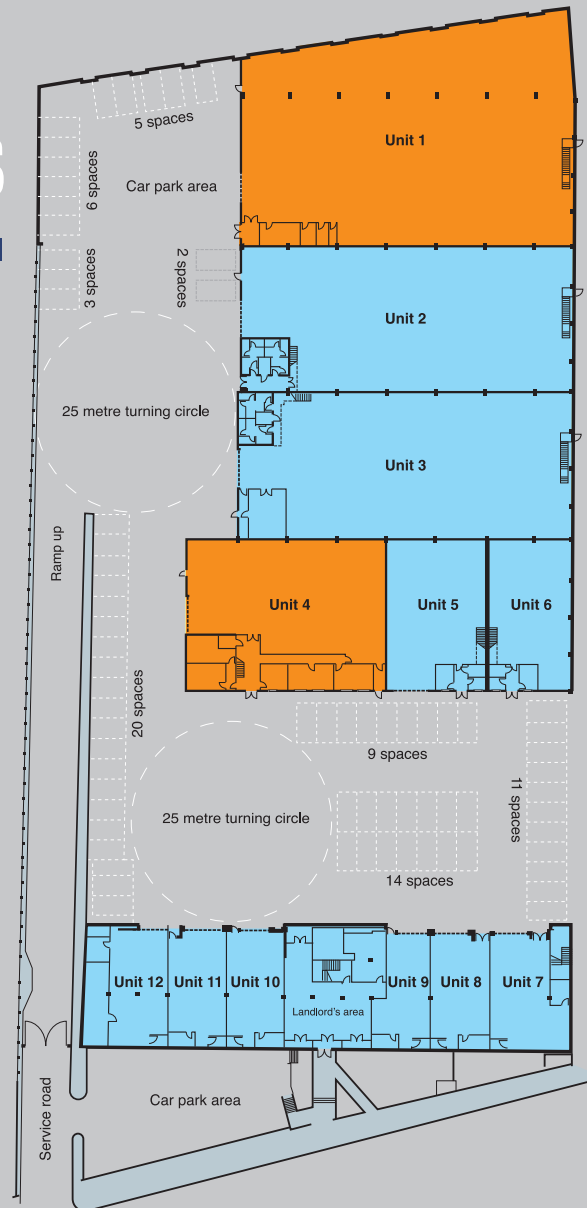 5 spaces
6 spaces
Car park area
Unit 1
3 spaces
2 spaces
Unit 2
25 metre turning circle
Unit 3
Ramp up
Unit 4
Unit 5
Unit 6
20 spaces
9 spaces
11 spaces
25 metre turning circle
14 spaces
Unit 12
Unit 11
Unit 10
Landlord's area
Unit 9
Unit 8
Unit 7
Car park area
Service road